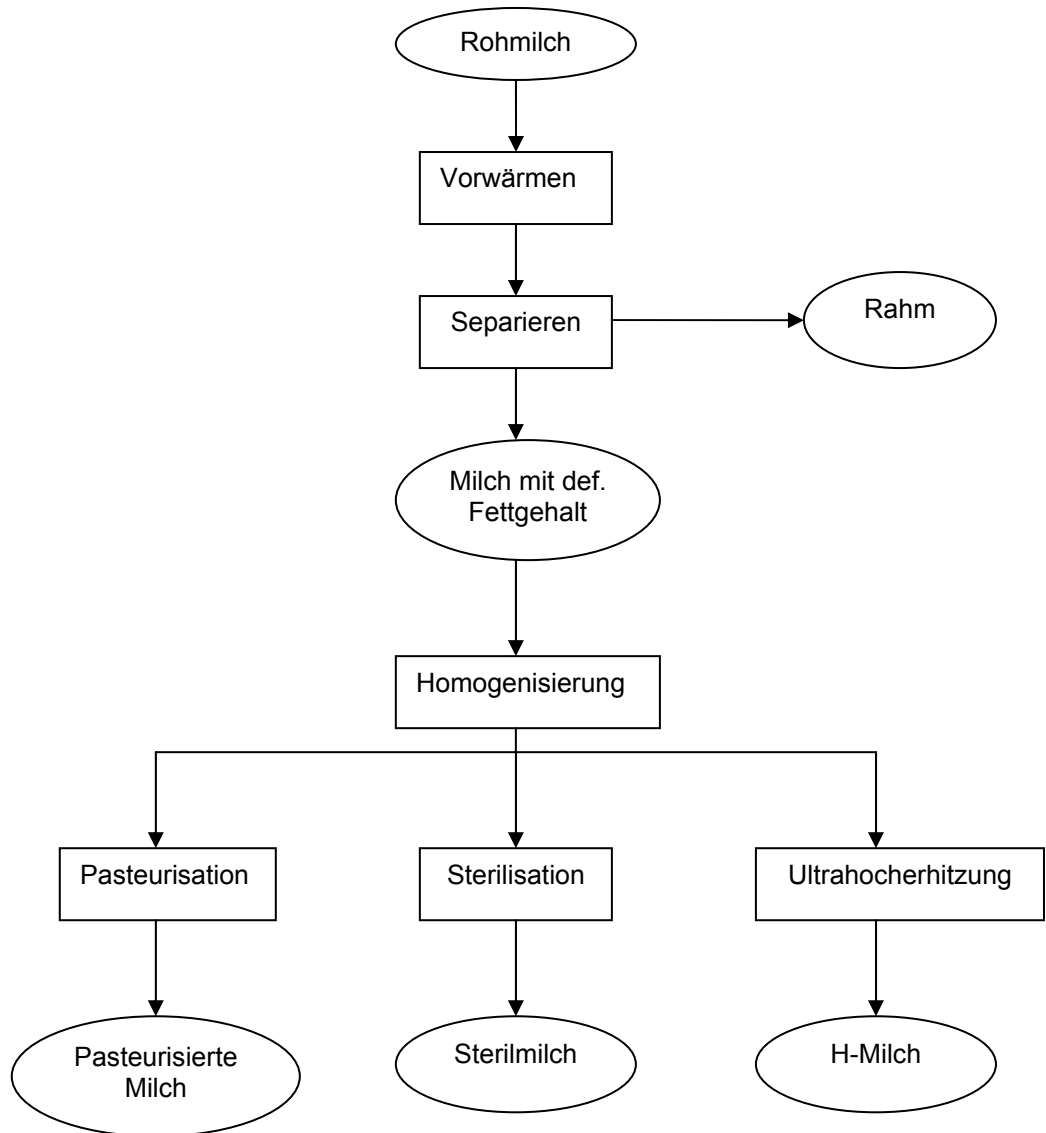 Rohmilch
Vorwärmen
Separieren
Rahm
Milch mit def.
Fettgehalt
Homogenisierung
Pasteurisation
Sterilisation
Ultrahocherhitzung
Pasteurisierte
Milch
Sterilmilch
H-Milch